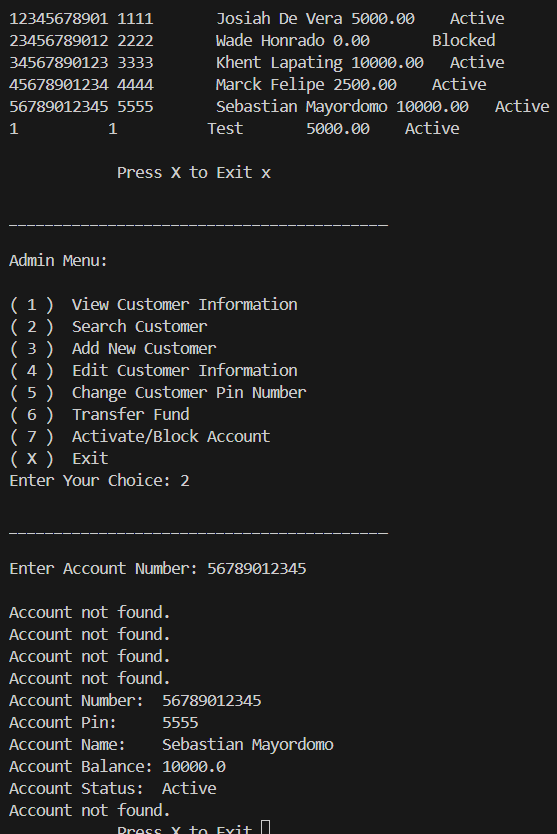 12345678901 1111       Josiah De Vera 5000.00    Active
23456789012 2222       Wade Honrado 0.00       Blocked
34567890123 3333       Khent Lapating 10000.00   Active
45678901234 4444       Marck Felipe 2500.00    Active
56789012345 5555       Sebastian Mayordomo 10000.00   Active
1          1          Test       5000.00    Active
Press X to Exit x
__________________________________________
Admin Menu:
( 1 )  View Customer Information
( 2 )  Search Customer
( 3 )  Add New Customer
( 4 )  Edit Customer Information
( 5 )  Change Customer Pin Number
( 6 )  Transfer Fund
( 7 )  Activate/Block Account
( X )  Exit
Enter Your Choice: 2
__________________________________________
Enter Account Number: 56789012345
Account not found.
Account not found.
Account not found.
Account not found.
Account Number:  56789012345
Account Pin:     5555
Account Name:    Sebastian Mayordomo
Account Balance: 10000.0
Account Status:  Active
Account not found.
Press X to Exit